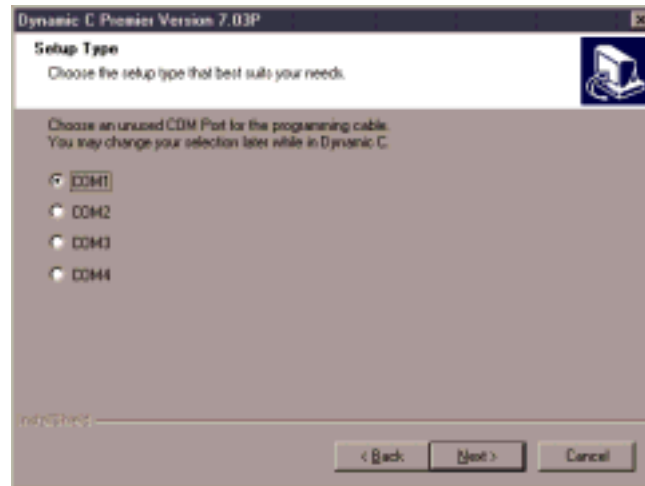 Dynamic C Premier Version 7.03P
Setup Type
Choose the setup type that best suits your needs.
Choose an unused COM Port for the programming cable.
You may change your selection later while in Dynamic C.
COM1
COM2
COM3
COM4
InstallShield
< Back Next > Cancel